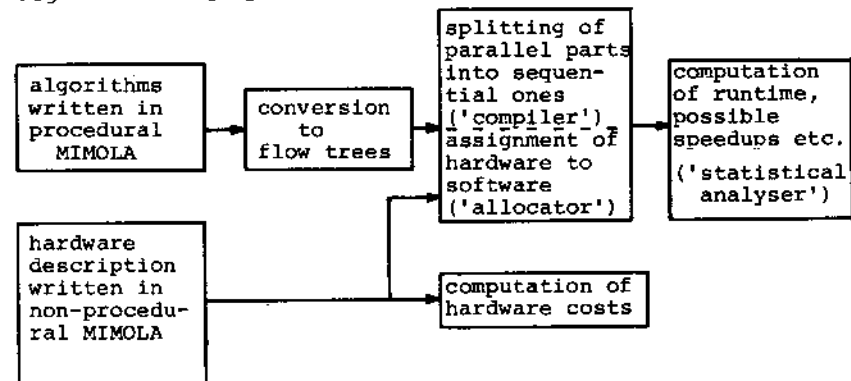 algorithms
written in
procedural
MIMOLA
conversion
to
flow trees
splitting of
parallel parts
into sequen-
tial ones
('compiler')
assignment of
hardware to
software
('allocator')
computation
of runtime,
possible
speedups etc.
('statistical
analyser')
hardware
description
written in
non-procedu-
ral MIMOLA
computation of
hardware costs